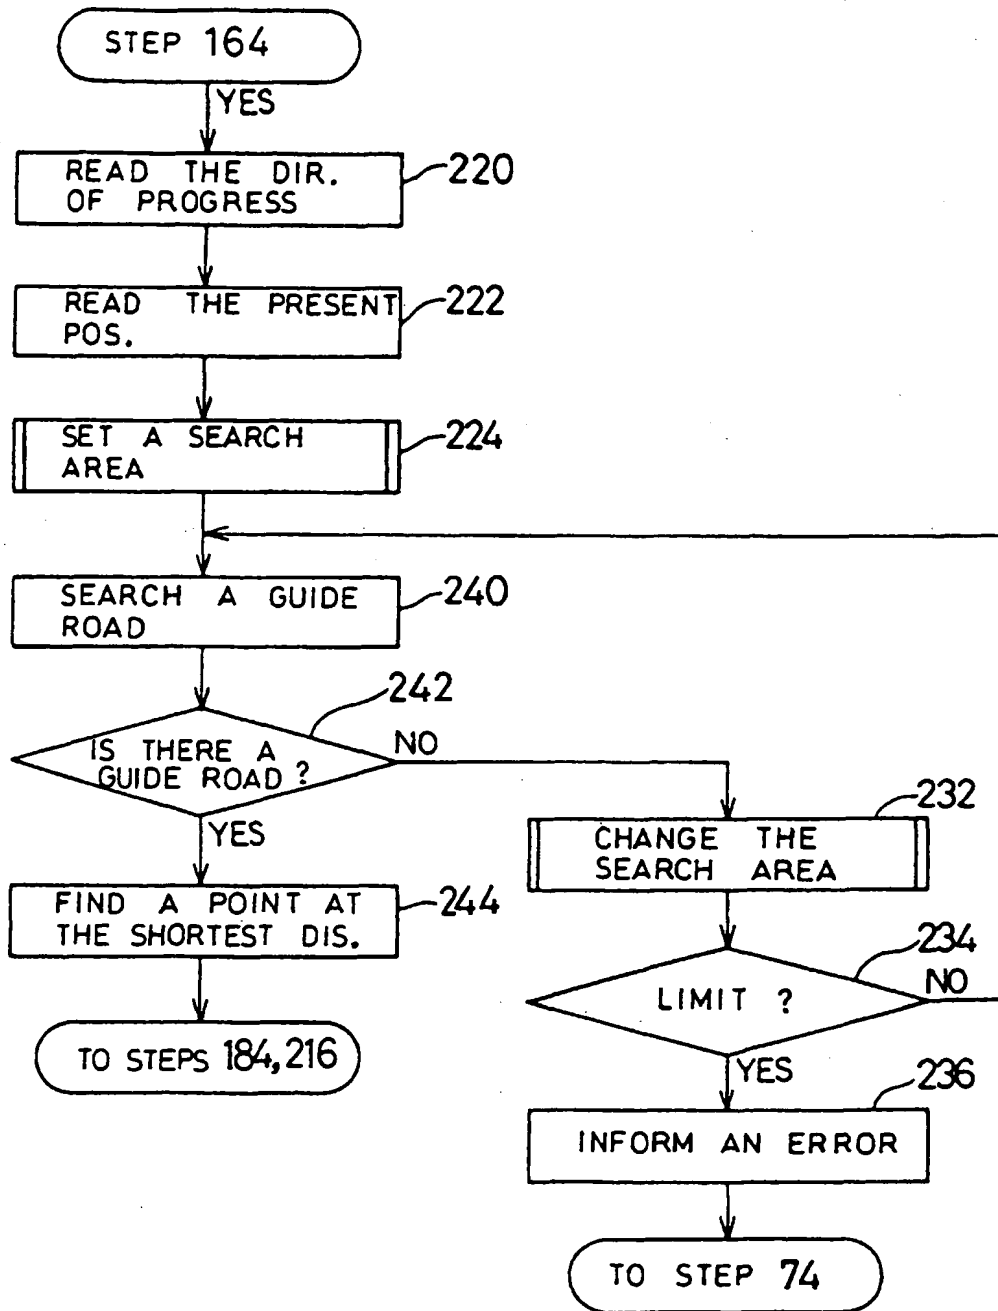 STEP 164
YES
READ THE DIR.
OF PROGRESS
220
READ THE PRESENT
POS.
222
SET A SEARCH
AREA
224
SEARCH A GUIDE
ROAD
240
242
IS THERE A
GUIDE ROAD ?
NO
YES
FIND A POINT AT
THE SHORTEST DIS.
244
TO STEPS 184,216
232
CHANGE THE
SEARCH AREA
234
LIMIT ?
NO
YES
236
INFORM AN ERROR
TO STEP 74